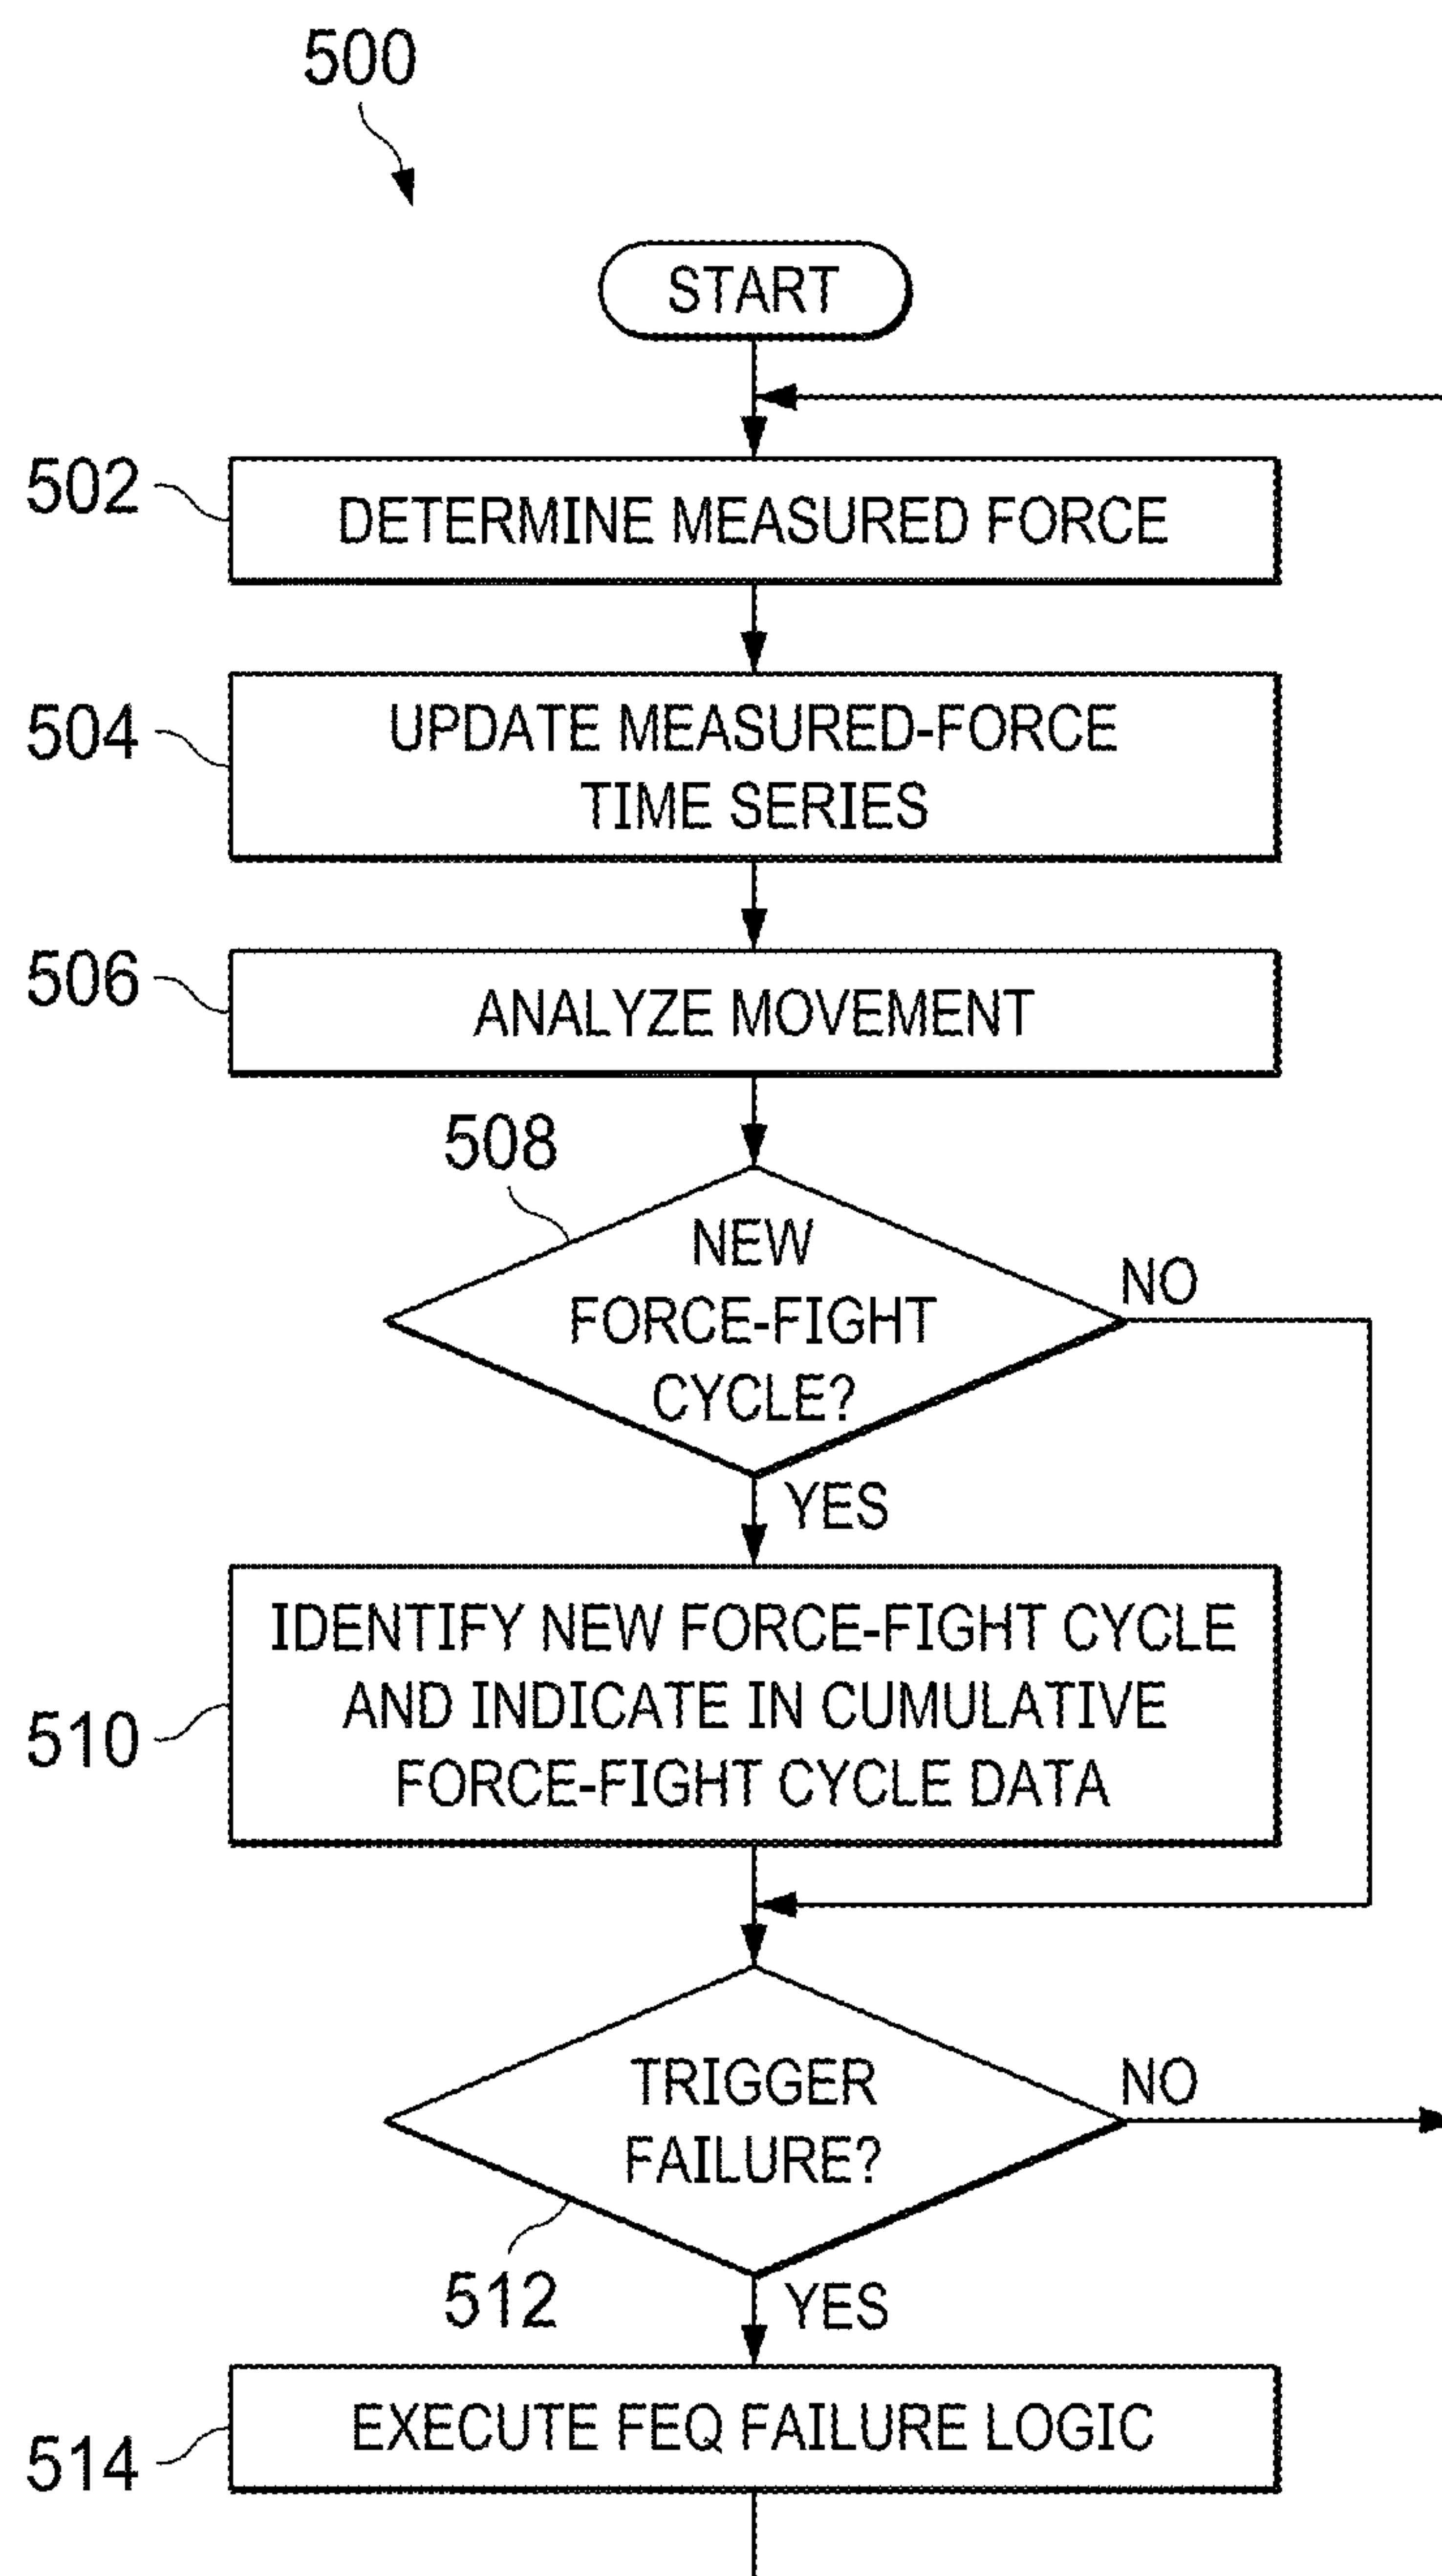 500
START
502
DETERMINE MEASURED FORCE
504
UPDATE MEASURED-FORCE
TIME SERIES
506
ANALYZE MOVEMENT
508
NEW
FORCE-FIGHT
CYCLE?
NO
YES
510
IDENTIFY NEW FORCE-FIGHT CYCLE
AND INDICATE IN CUMULATIVE
FORCE-FIGHT CYCLE DATA
TRIGGER
FAILURE?
NO
512
YES
514
EXECUTE FEQ FAILURE LOGIC